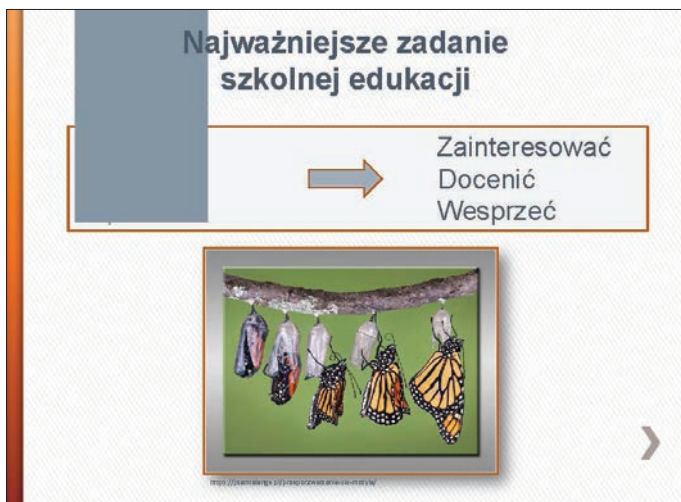 Najważniejsze zadanie
szkolnej edukacji
Zainteresować
Docenić
Wesprzeć